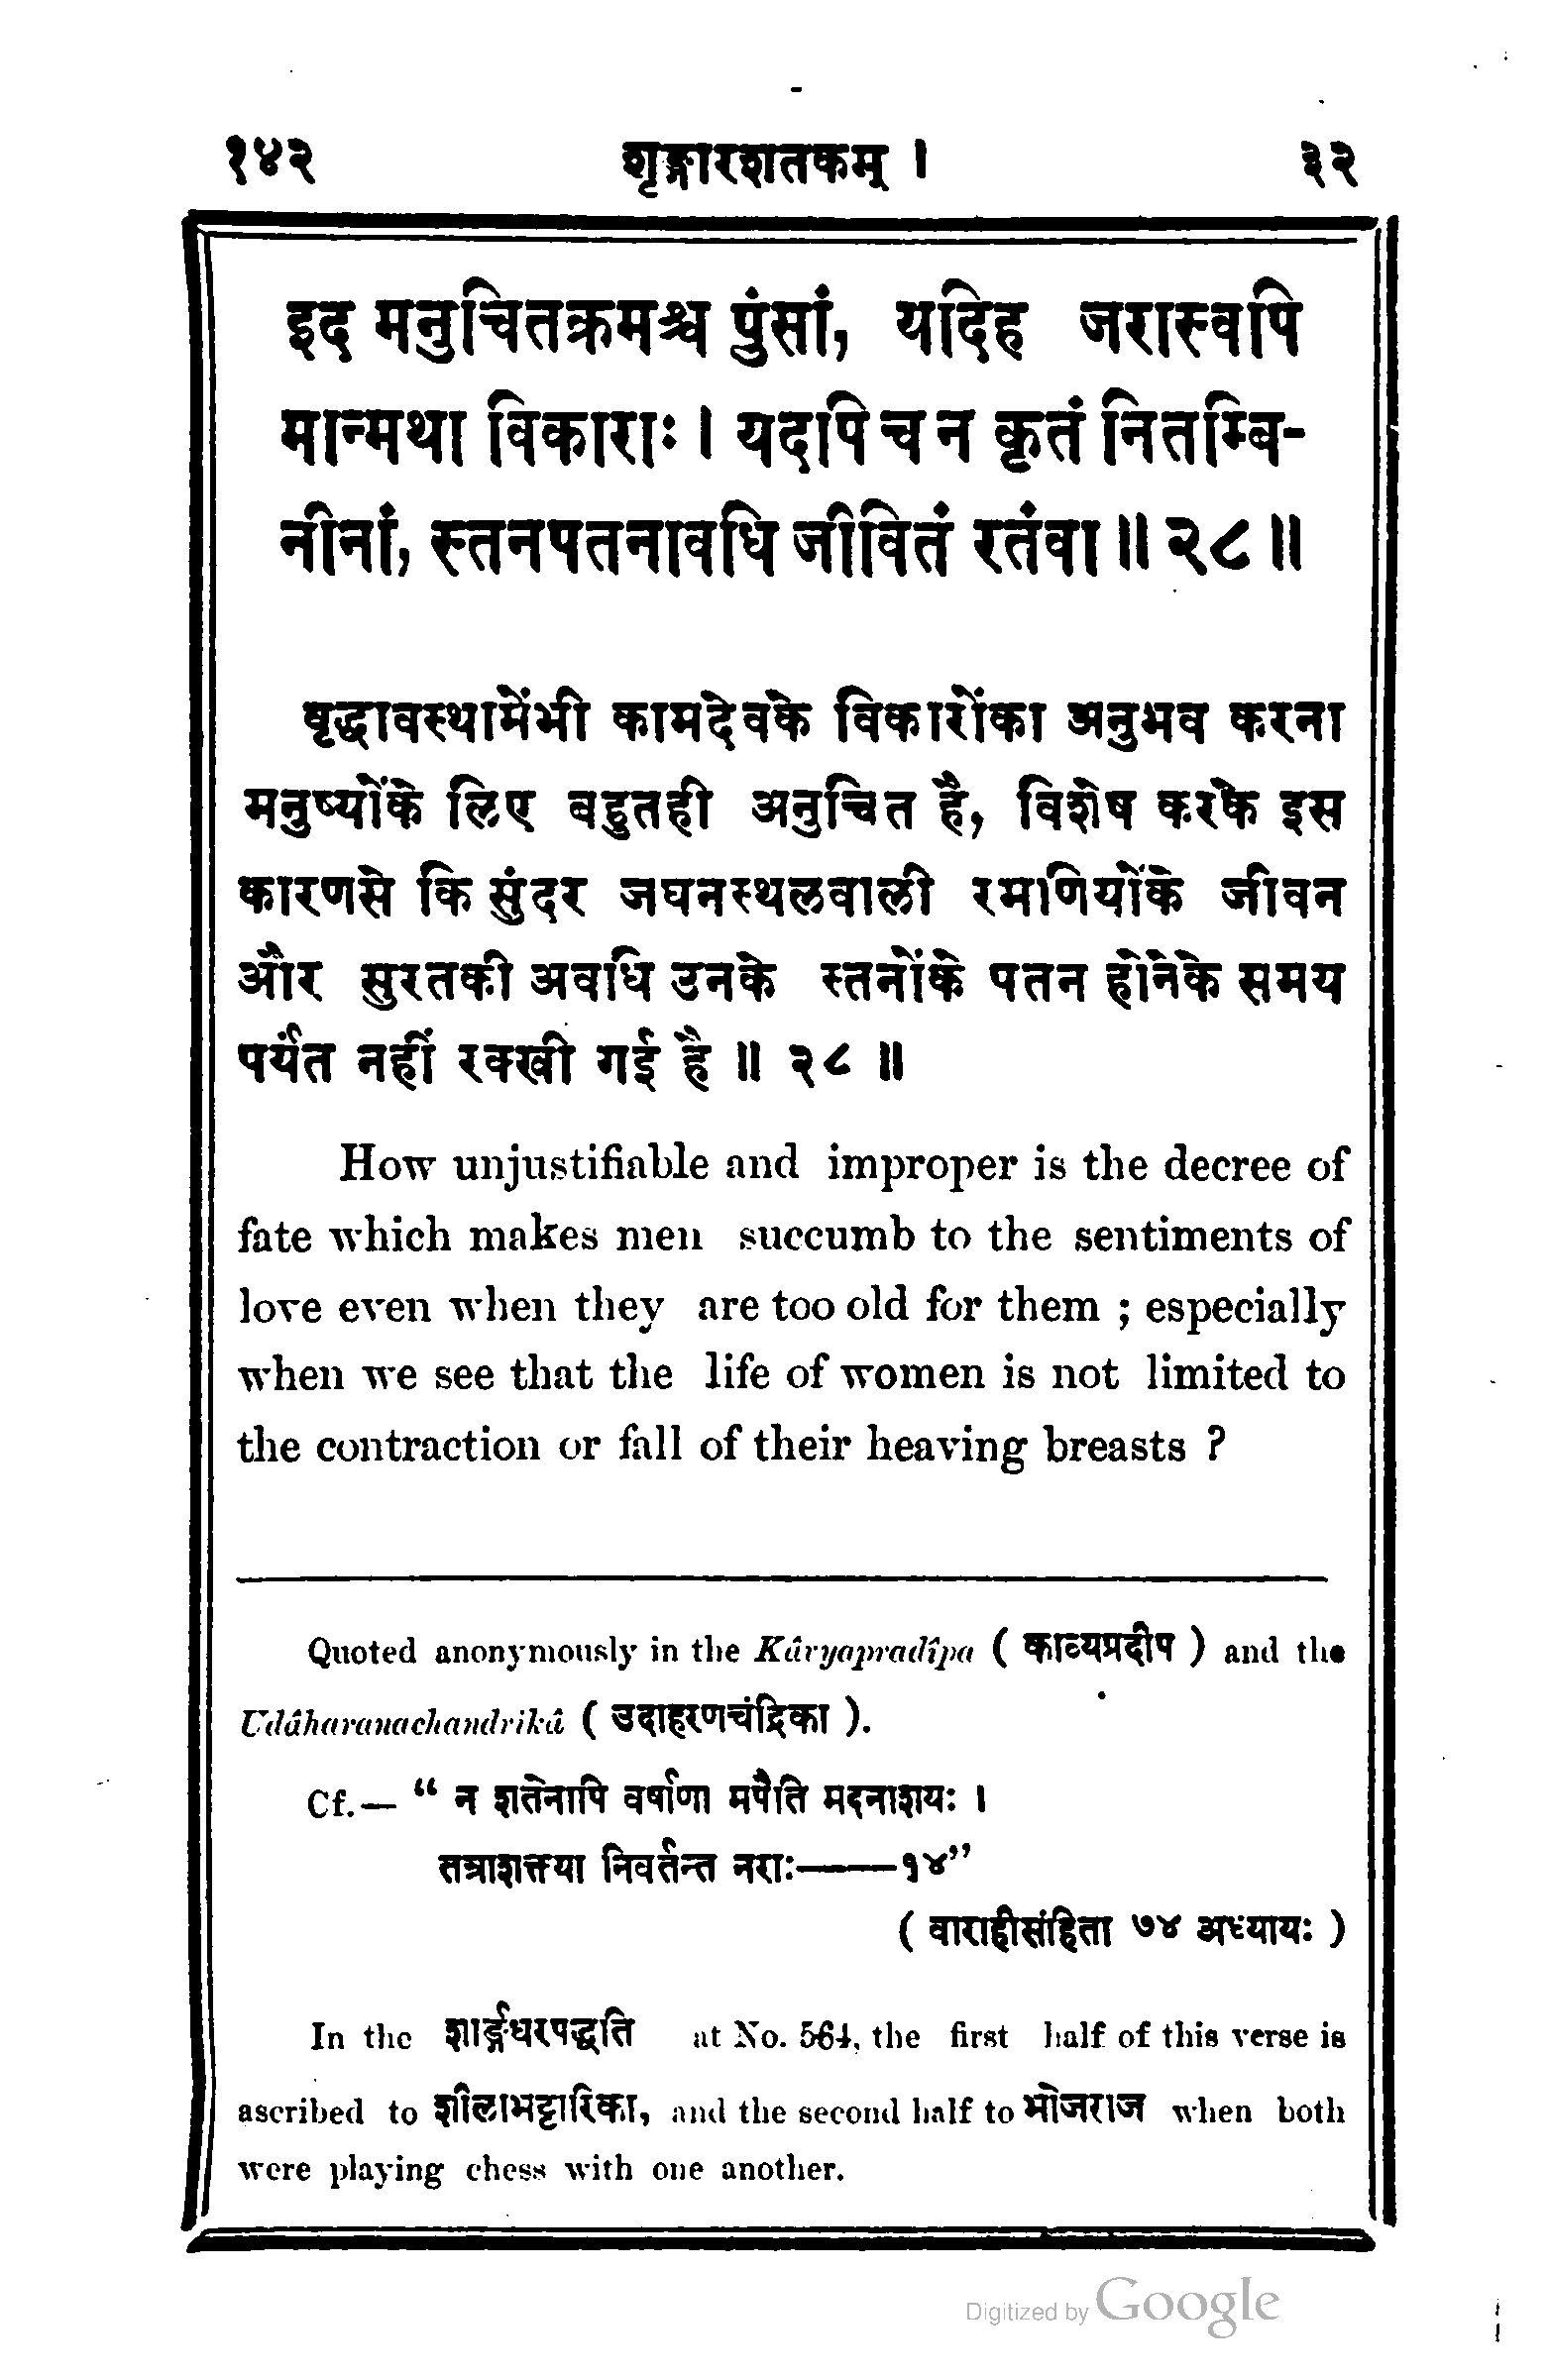 १४२ शृङ्गारशतकम् । ३२
इद मनुचितक्रमश्च पुंसां, यदिह जरास्वपि
मान्मथा विकाराः । यदपि च न कृतं नितम्बि-
नीनां, स्तनपतनावधि जीवितं रतंवा ॥ २८ ॥
वृद्धावस्थामेंभी कामदेवके विकारोंका अनुभव करना
मनुष्योंके लिए बहुतही अनुचित है, विशेष करके इस
कारणसे कि सुंदर जघनस्थलवाली रमणियोंके जीवन
और सुरतकी अवधि उनके स्तनोंके पतन होनेके समय
पर्यंत नहीं रक्खी गई है ॥ २८ ॥
How unjustifiable and improper is the decree of
fate which makes men succumb to the sentiments of
love even when they are too old for them ; especially
when we see that the life of women is not limited to
the contraction or fall of their heaving breasts ?
Quoted anonymously in the Kâvyapradîpa ( काव्यप्रदीप ) and the
Udâharanachandrikâ ( उदाहरणचंद्रिका ).
Cf.— “ न शतेनापि वर्षाणा मपैति मदनाशयः ।
तत्राशक्तया निवर्तन्त नराः——१४”
( वाराहीसंहिता ७४ अध्यायः )
In the शार्ङ्गधरपद्धति at No. 564, the first half of this verse is
ascribed to शीलाभट्टारिका, and the second half to भोजराज when both
were playing chess with one another.
Digitized by Google